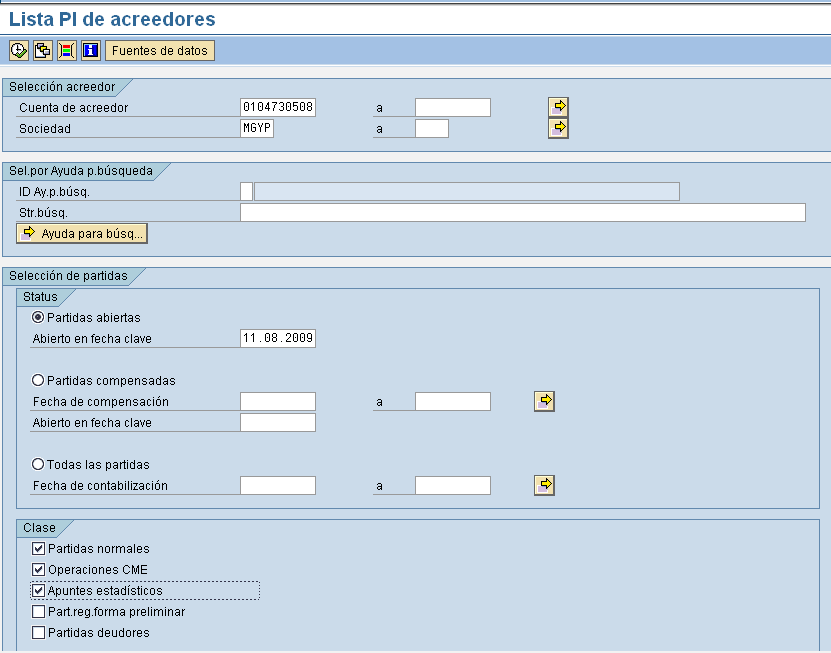 Lista PI de acreedores
Fuentes de datos
Selección acreedor
Cuenta de acreedor 0104730508 a
Sociedad MGYP a
Sel.por Ayuda p.búsqueda
ID Ay.p.búsq.
Str.búsq.
Ayuda para búsq...
Selección de partidas
Status
Partidas abiertas
Abierto en fecha clave 11.08.2009
Partidas compensadas
Fecha de compensación a
Abierto en fecha clave
Todas las partidas
Fecha de contabilización a
Clase
Partidas normales
Operaciones CME
Apuntes estadísticos
Part.reg.forma preliminar
Partidas deudores